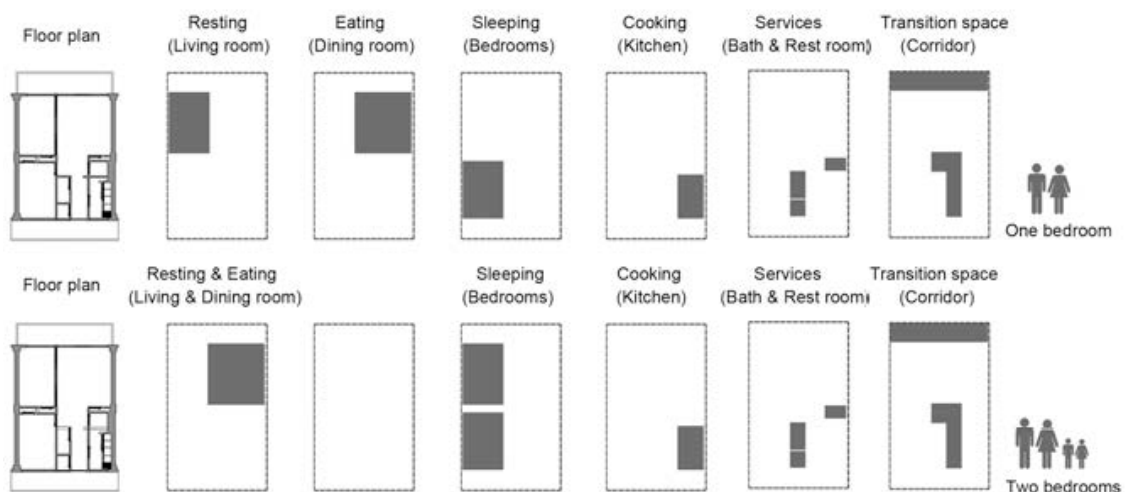 Floor plan
Resting
(Living room)
Eating
(Dining room)
Sleeping
(Bedrooms)
Cooking
(Kitchen)
Services
(Bath & Rest room)
Transition space
(Corridor)
One bedroom
Floor plan
Resting & Eating
(Living & Dining room)
Sleeping
(Bedrooms)
Cooking
(Kitchen)
Services
(Bath & Rest room)
Transition space
(Corridor)
Two bedrooms